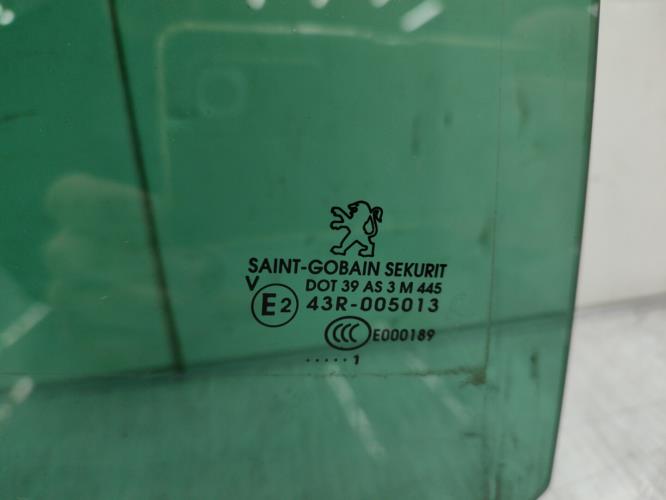 SAINT-GOBAIN SEKURIT
V DOT 39 AS 3 M 445
E2 43R-005013
CCC E000189
.....1